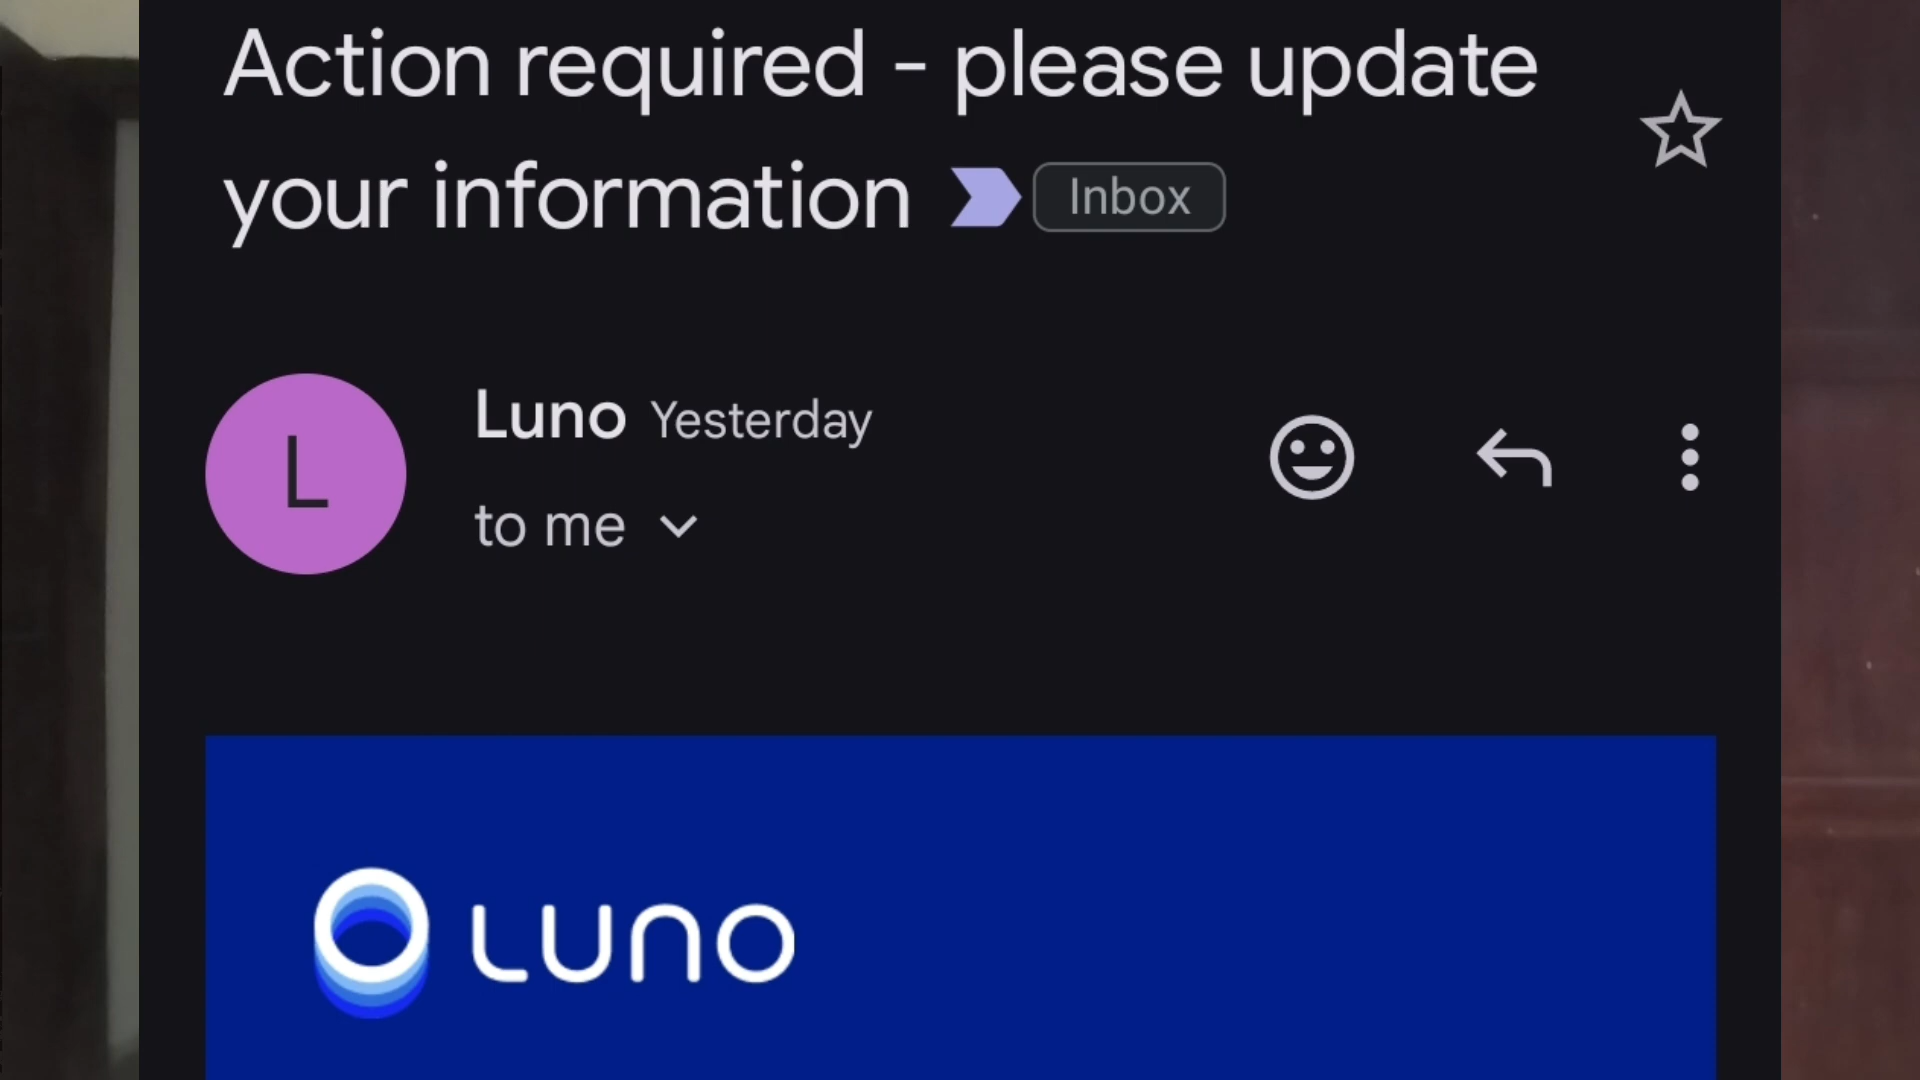 Action required - please update
your information Inbox
L
Luno Yesterday
to me
LUNO